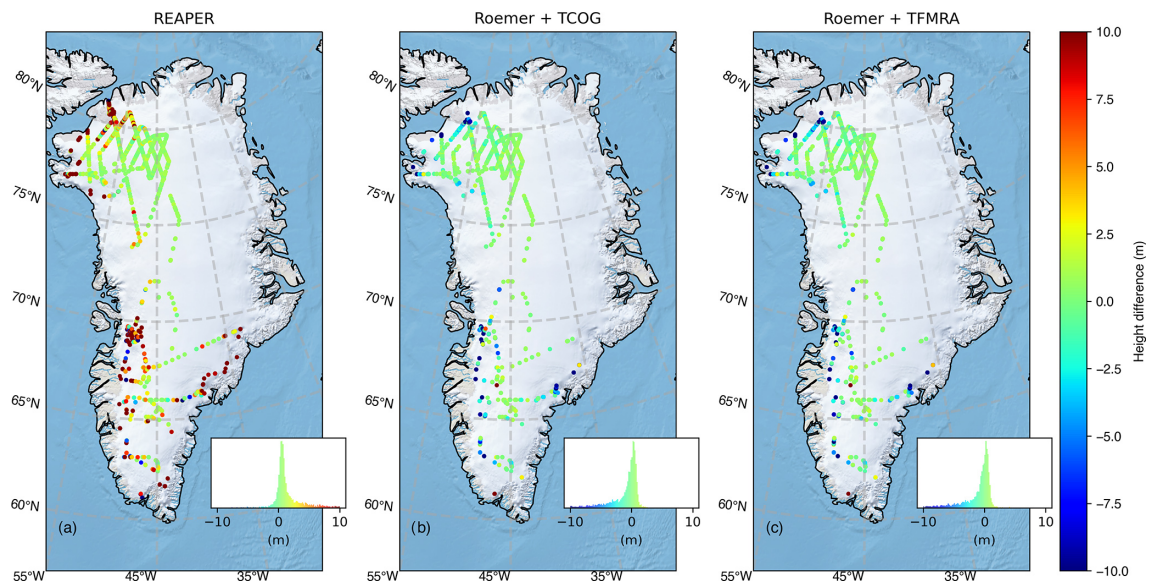 REAPER
Roemer + TCOG
Roemer + TFMRA
80°N
75°N
70°N
65°N
60°N
55°W
45°W
35°W
(a)
−10
0
10
(m)
80°N
75°N
70°N
65°N
60°N
55°W
45°W
35°W
(b)
−10
0
10
(m)
80°N
75°N
70°N
65°N
60°N
55°W
45°W
35°W
(c)
−10
0
10
(m)
10.0
7.5
5.0
2.5
0.0
−2.5
−5.0
−7.5
−10.0
Height difference (m)